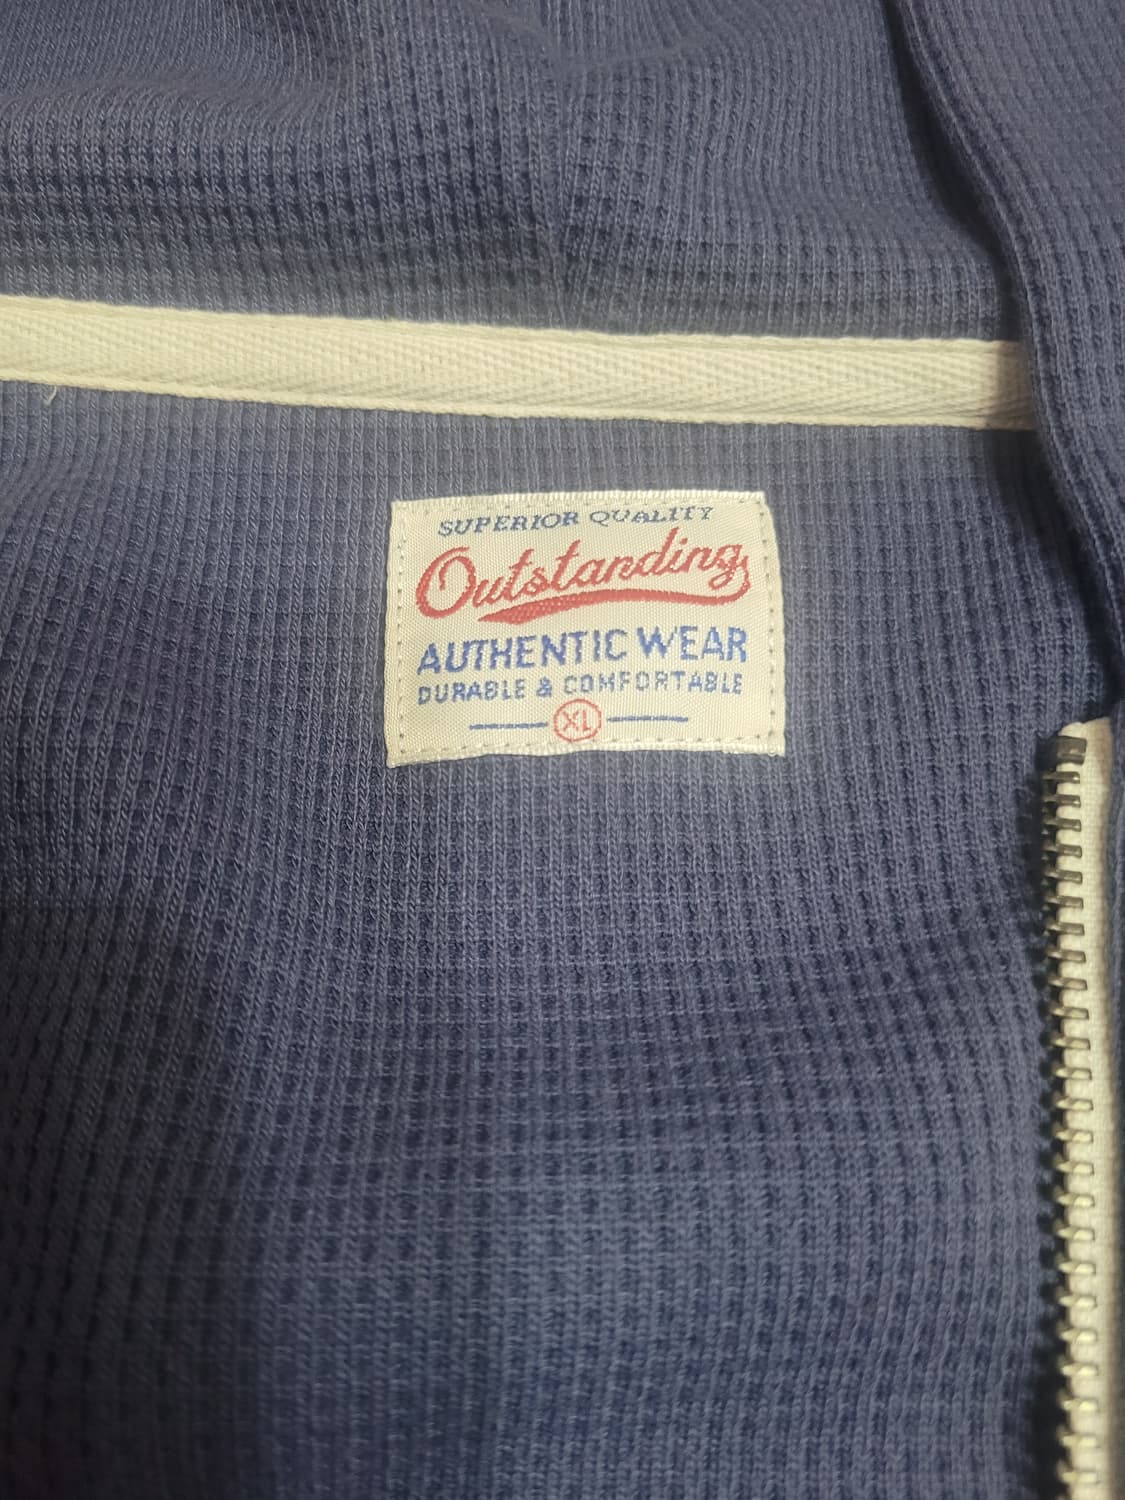 SUPERIOR QUALITY
Outstanding
AUTHENTIC WEAR
DURABLE & COMFORTABLE
XL